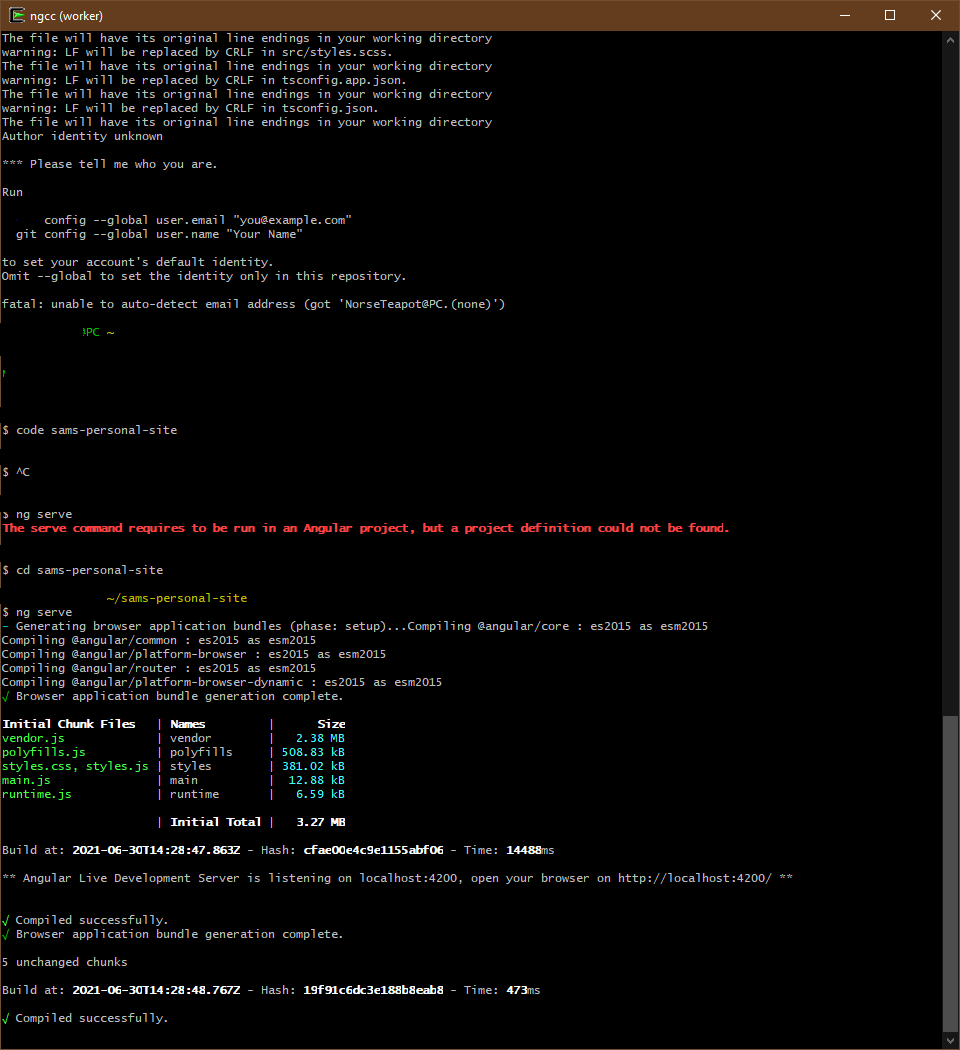 ngcc (worker)
The file will have its original line endings in your working directory
warning: LF will be replaced by CRLF in src/styles.scss.
The file will have its original line endings in your working directory
warning: LF will be replaced by CRLF in tsconfig.app.json.
The file will have its original line endings in your working directory
warning: LF will be replaced by CRLF in tsconfig.json.
The file will have its original line endings in your working directory
Author identity unknown
*** Please tell me who you are.
Run
config --global user.email "you@example.com"
git config --global user.name "Your Name"
to set your account's default identity.
Omit --global to set the identity only in this repository.
fatal: unable to auto-detect email address (got 'NorseTeapot@PC.(none)')
@PC ~
$ code sams-personal-site
$ ^C
$ ng serve
The serve command requires to be run in an Angular project, but a project definition could not be found.
$ cd sams-personal-site
~/sams-personal-site
$ ng serve
- Generating browser application bundles (phase: setup)...Compiling @angular/core : es2015 as esm2015
Compiling @angular/common : es2015 as esm2015
Compiling @angular/platform-browser : es2015 as esm2015
Compiling @angular/router : es2015 as esm2015
Compiling @angular/platform-browser-dynamic : es2015 as esm2015
√ Browser application bundle generation complete.
Initial Chunk Files | Names | Size
vendor.js | vendor | 2.38 MB
polyfills.js | polyfills | 508.83 kB
styles.css, styles.js | styles | 381.02 kB
main.js | main | 12.88 kB
runtime.js | runtime | 6.59 kB
| Initial Total | 3.27 MB
Build at: 2021-06-30T14:28:47.863Z - Hash: cfae00e4c9e1155abf06 - Time: 14488ms
** Angular Live Development Server is listening on localhost:4200, open your browser on http://localhost:4200/ **
√ Compiled successfully.
√ Browser application bundle generation complete.
5 unchanged chunks
Build at: 2021-06-30T14:28:48.767Z - Hash: 19f91c6dc3e188b8eab8 - Time: 473ms
√ Compiled successfully.